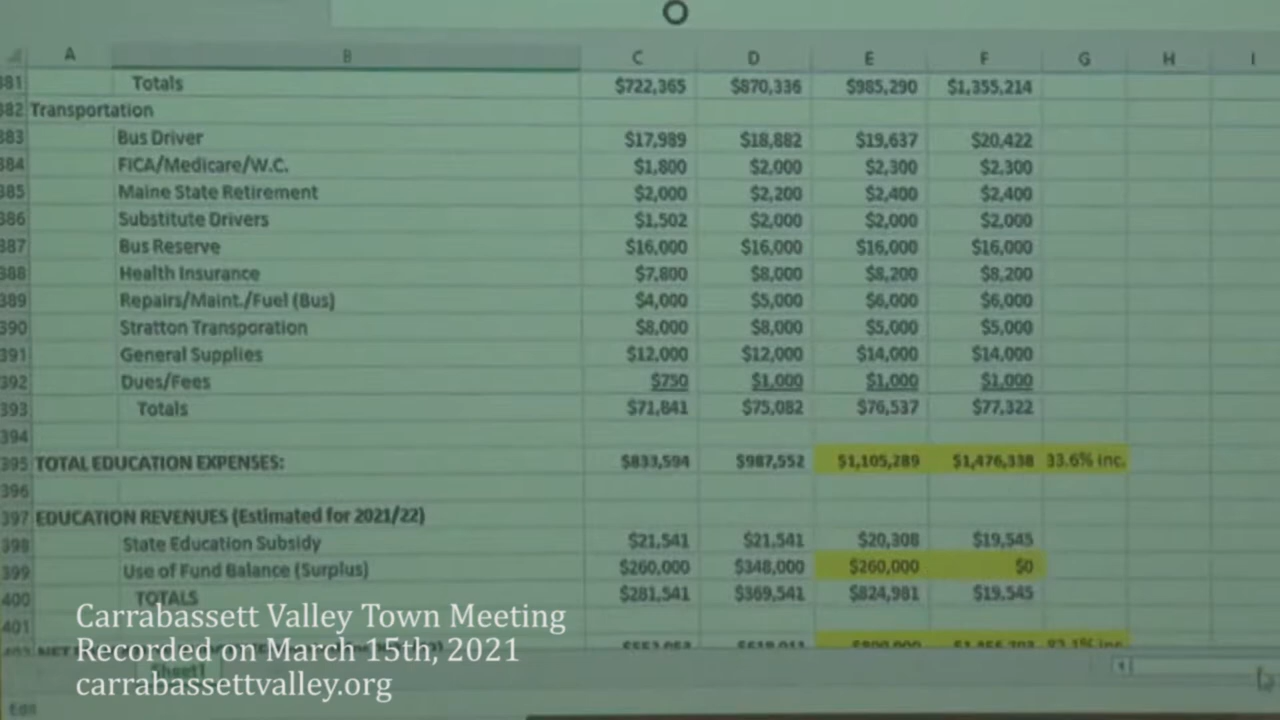 A B C D E F G H I
381 Totals $722,365 $870,336 $985,290 $1,355,214
382 Transportation
383 Bus Driver $17,989 $18,882 $19,637 $20,422
384 FICA/Medicare/W.C. $1,800 $2,000 $2,300 $2,300
385 Maine State Retirement $2,000 $2,200 $2,400 $2,400
386 Substitute Drivers $1,502 $2,000 $2,000 $2,000
387 Bus Reserve $16,000 $16,000 $16,000 $16,000
388 Health Insurance $7,800 $8,000 $8,200 $8,200
389 Repairs/Maint./Fuel (Bus) $4,000 $5,000 $6,000 $6,000
390 Stratton Transporation $8,000 $8,000 $5,000 $5,000
391 General Supplies $12,000 $12,000 $14,000 $14,000
392 Dues/Fees $750 $1,000 $1,000 $1,000
393 Totals $71,841 $75,082 $76,537 $77,322
394
395 TOTAL EDUCATION EXPENSES: $833,594 $987,552 $1,105,289 $1,476,338 33.6% inc.
396
397 EDUCATION REVENUES (Estimated for 2021/22)
398 State Education Subsidy $21,541 $21,541 $20,308 $19,545
399 Use of Fund Balance (Surplus) $260,000 $348,000 $260,000 $0
400 TOTALS $281,541 $369,541 $824,981 $19,545
401
Carrabassett Valley Town Meeting
Recorded on March 15th, 2021
carrabassettvalley.org
Sheet1
Edit